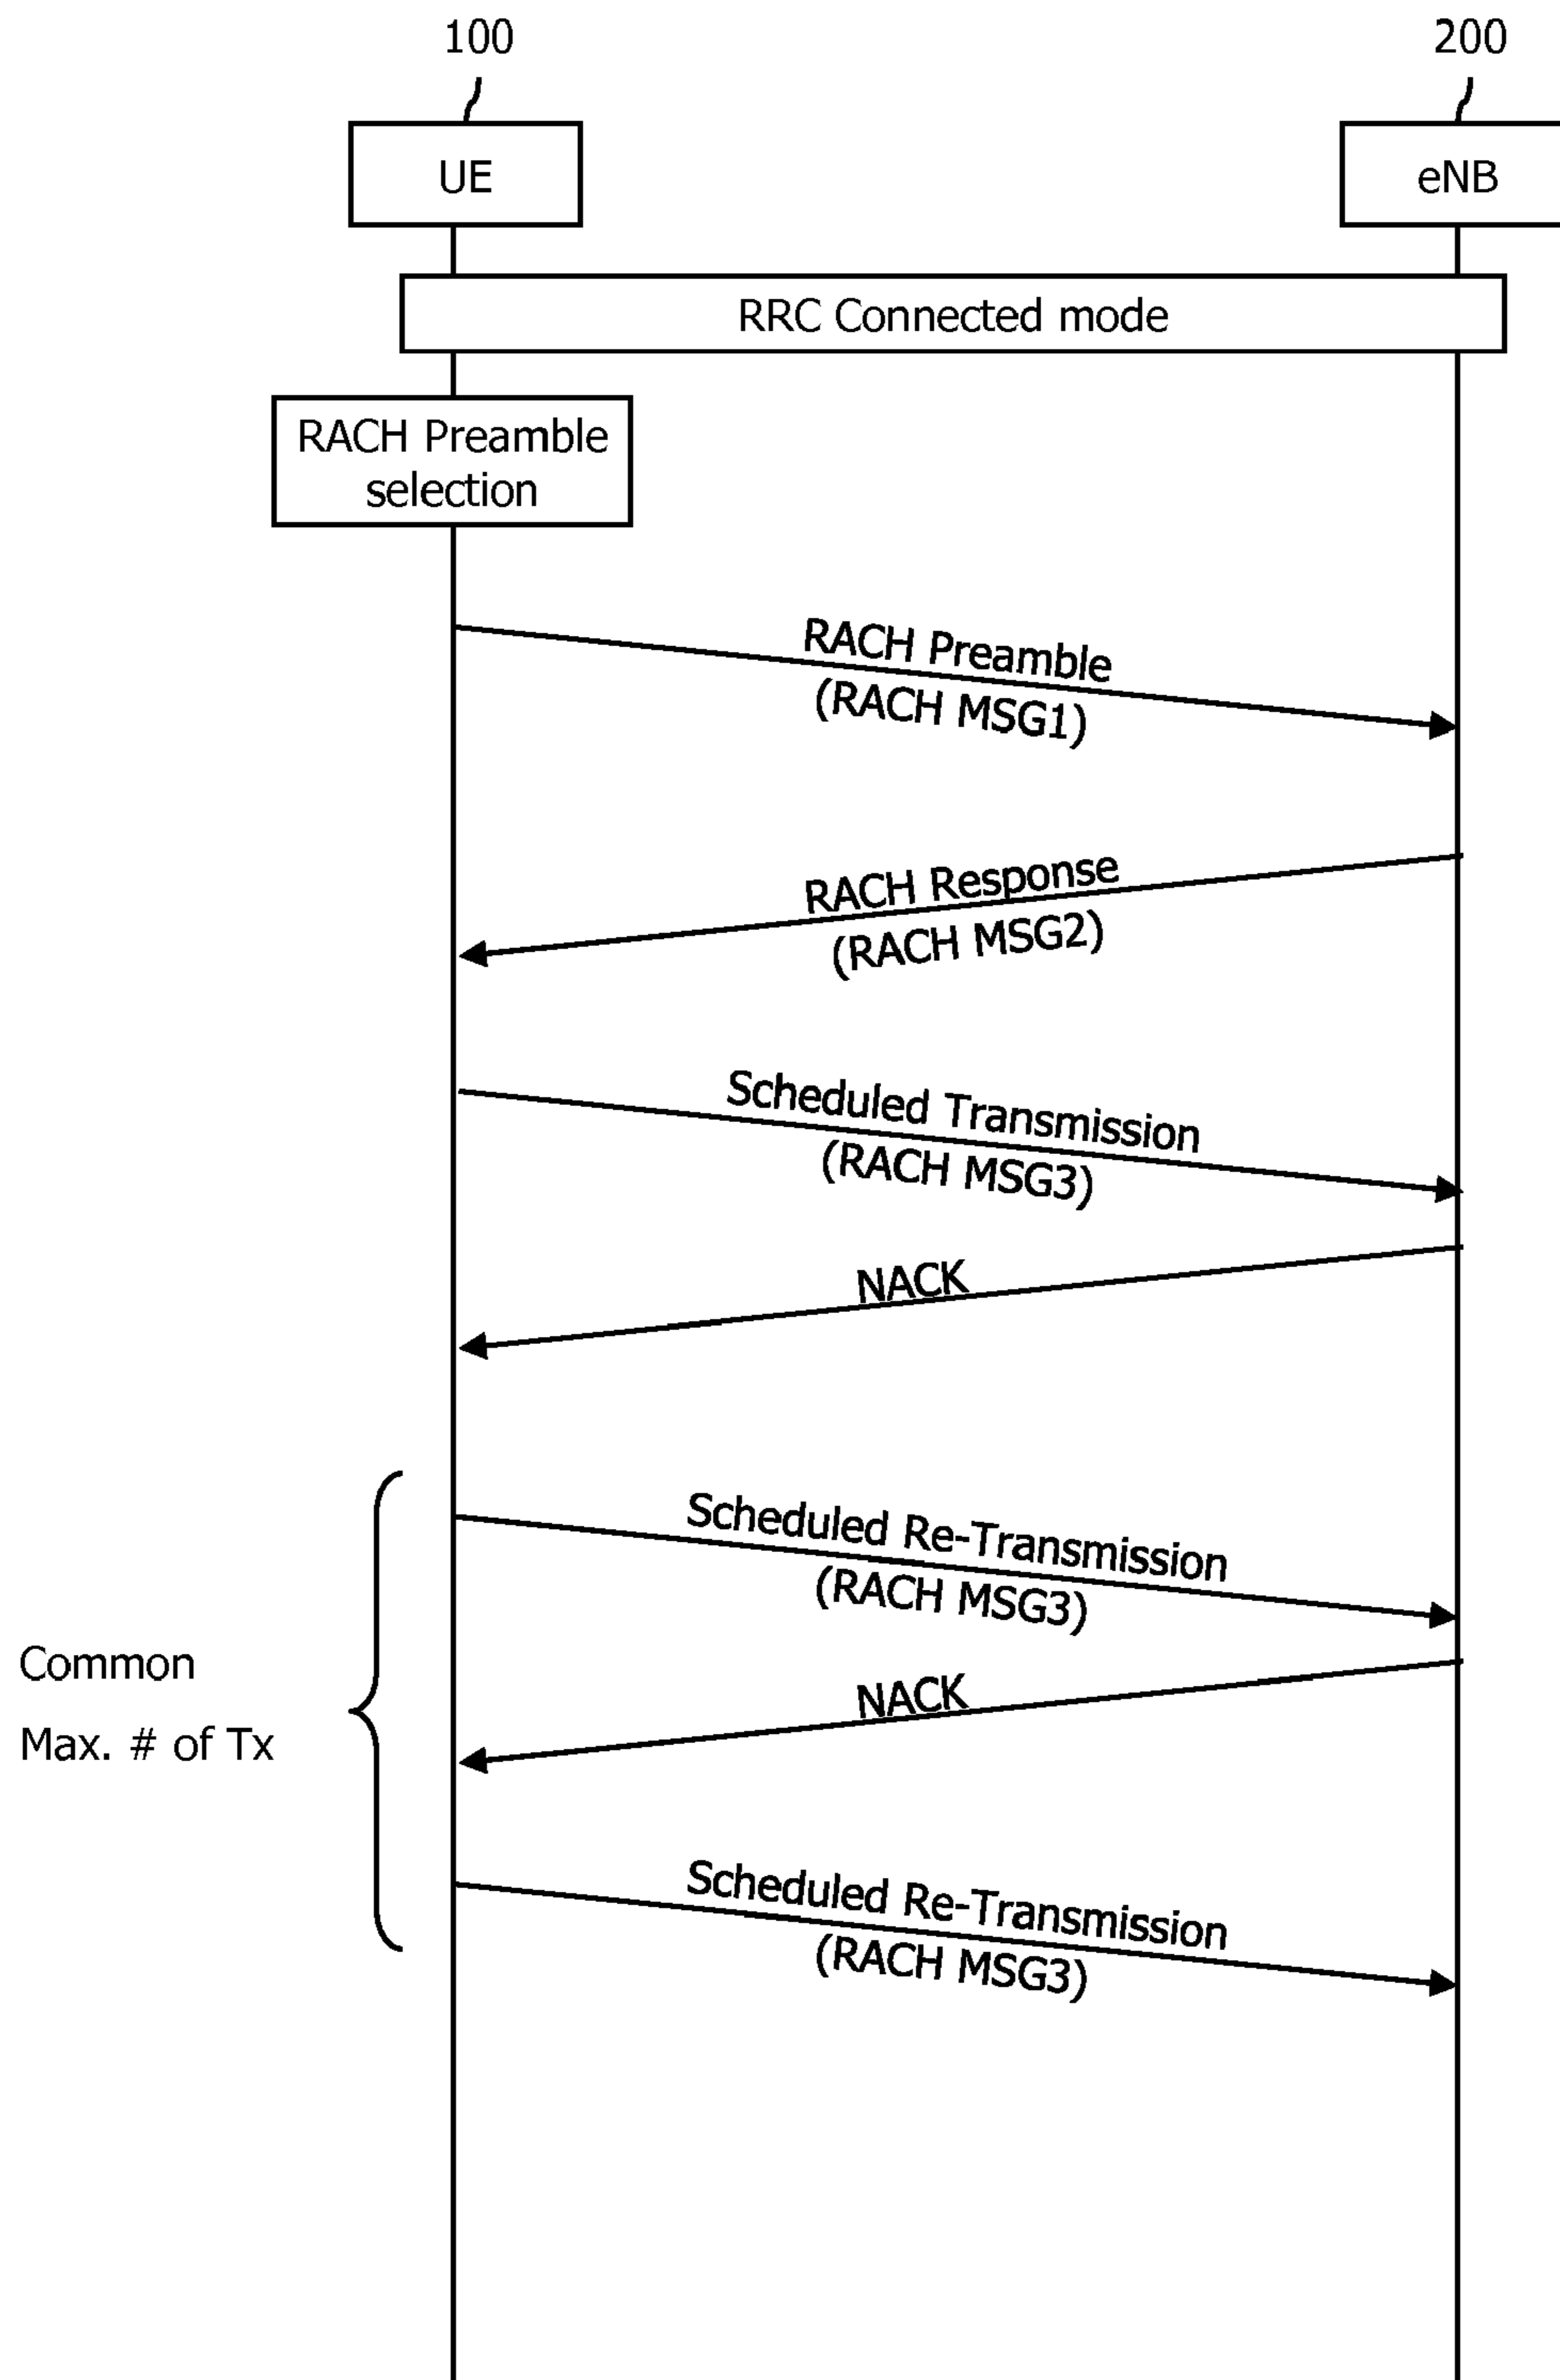 100
200
UE
eNB
RRC Connected mode
RACH Preamble
selection
RACH Preamble
(RACH MSG1)
RACH Response
(RACH MSG2)
Scheduled Transmission
(RACH MSG3)
NACK
Scheduled Re-Transmission
(RACH MSG3)
Common
Max. # of Tx
NACK
Scheduled Re-Transmission
(RACH MSG3)